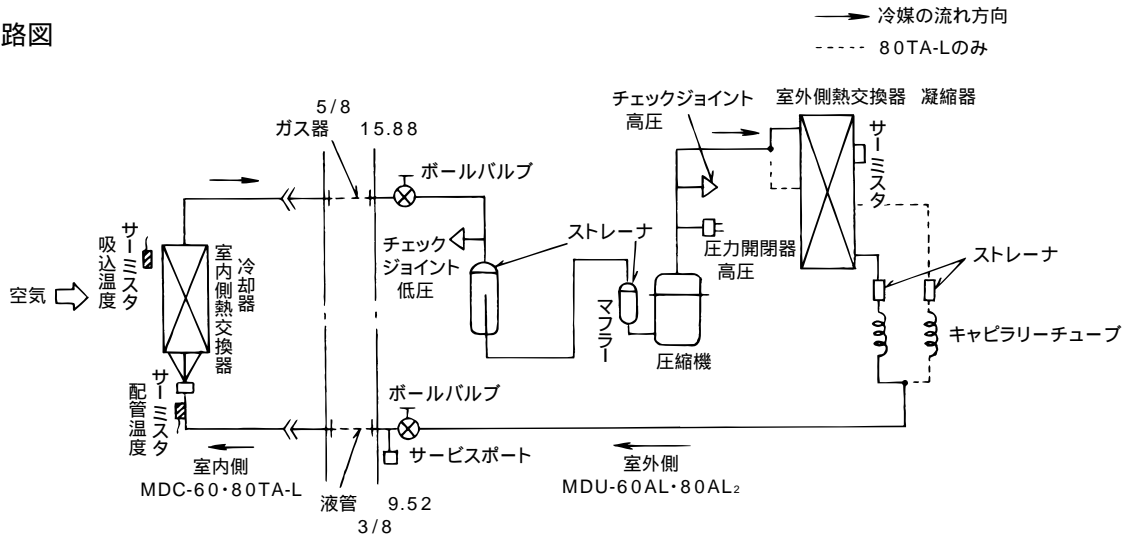 路図
冷媒の流れ方向
80TA-Lのみ
5/8
ガス器 15.88
ボールバルブ
チェックジョイント
高圧
室外側熱交換器 凝縮器
サーミスタ
ストレーナ
チェック
ジョイント
低圧
圧力開閉器
高圧
ストレーナ
キャピラリーチューブ
マフラー
圧縮機
空気
サーミスタ
吸込温度
冷却器
室内側熱交換器
サーミスタ
配管温度
ボールバルブ
サービスポート
室内側
MDC-60・80TA-L
液管 9.52
3/8
室外側
MDU-60AL・80AL₂